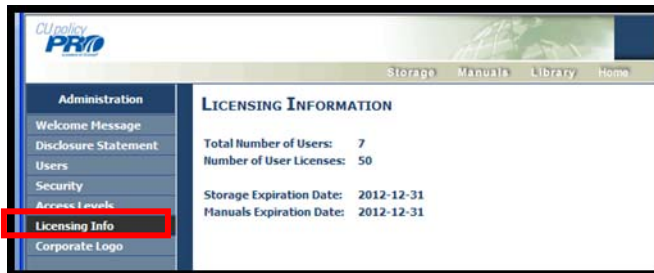 CU policy
PRO
Storage Manuals Library Home
Administration
Welcome Message
Disclosure Statement
Users
Security
Access Levels
Licensing Info
Corporate Logo
LICENSING INFORMATION
Total Number of Users: 7
Number of User Licenses: 50
Storage Expiration Date: 2012-12-31
Manuals Expiration Date: 2012-12-31